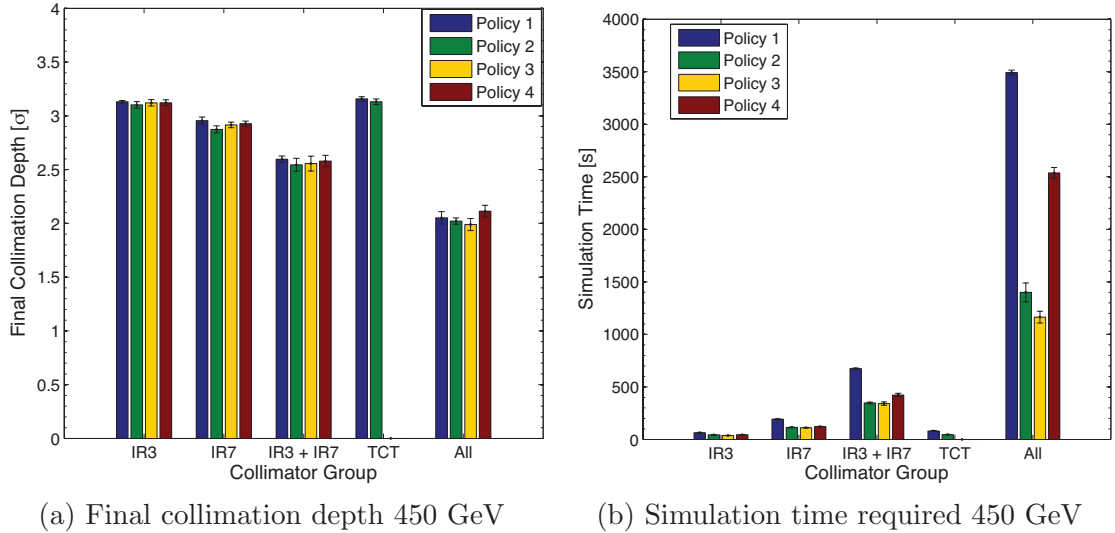 4
3.5
3
2.5
2
1.5
1
0.5
0
Final Collimation Depth [σ]
Policy 1
Policy 2
Policy 3
Policy 4
IR3
IR7
IR3 + IR7
TCT
All
Collimator Group
(a) Final collimation depth 450 GeV
4000
3500
3000
2500
2000
1500
1000
500
0
Simulation Time [s]
Policy 1
Policy 2
Policy 3
Policy 4
IR3
IR7
IR3 + IR7
TCT
All
Collimator Group
(b) Simulation time required 450 GeV